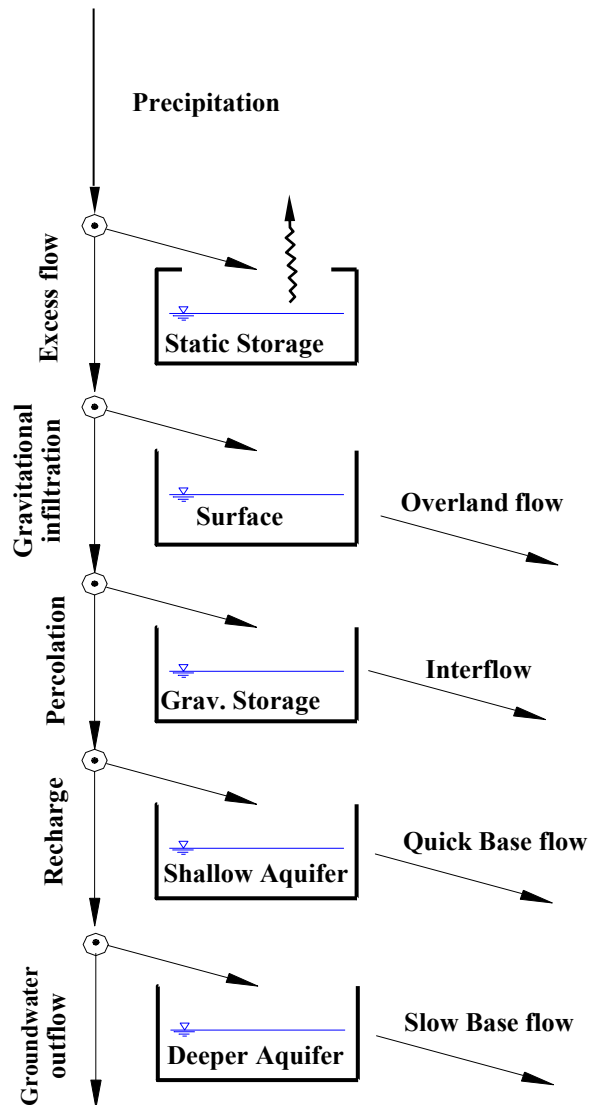 Precipitation
Excess flow
Static Storage
Gravitational
infiltration
Surface
Overland flow
Percolation
Grav. Storage
Interflow
Recharge
Shallow Aquifer
Quick Base flow
Groundwater
outflow
Deeper Aquifer
Slow Base flow